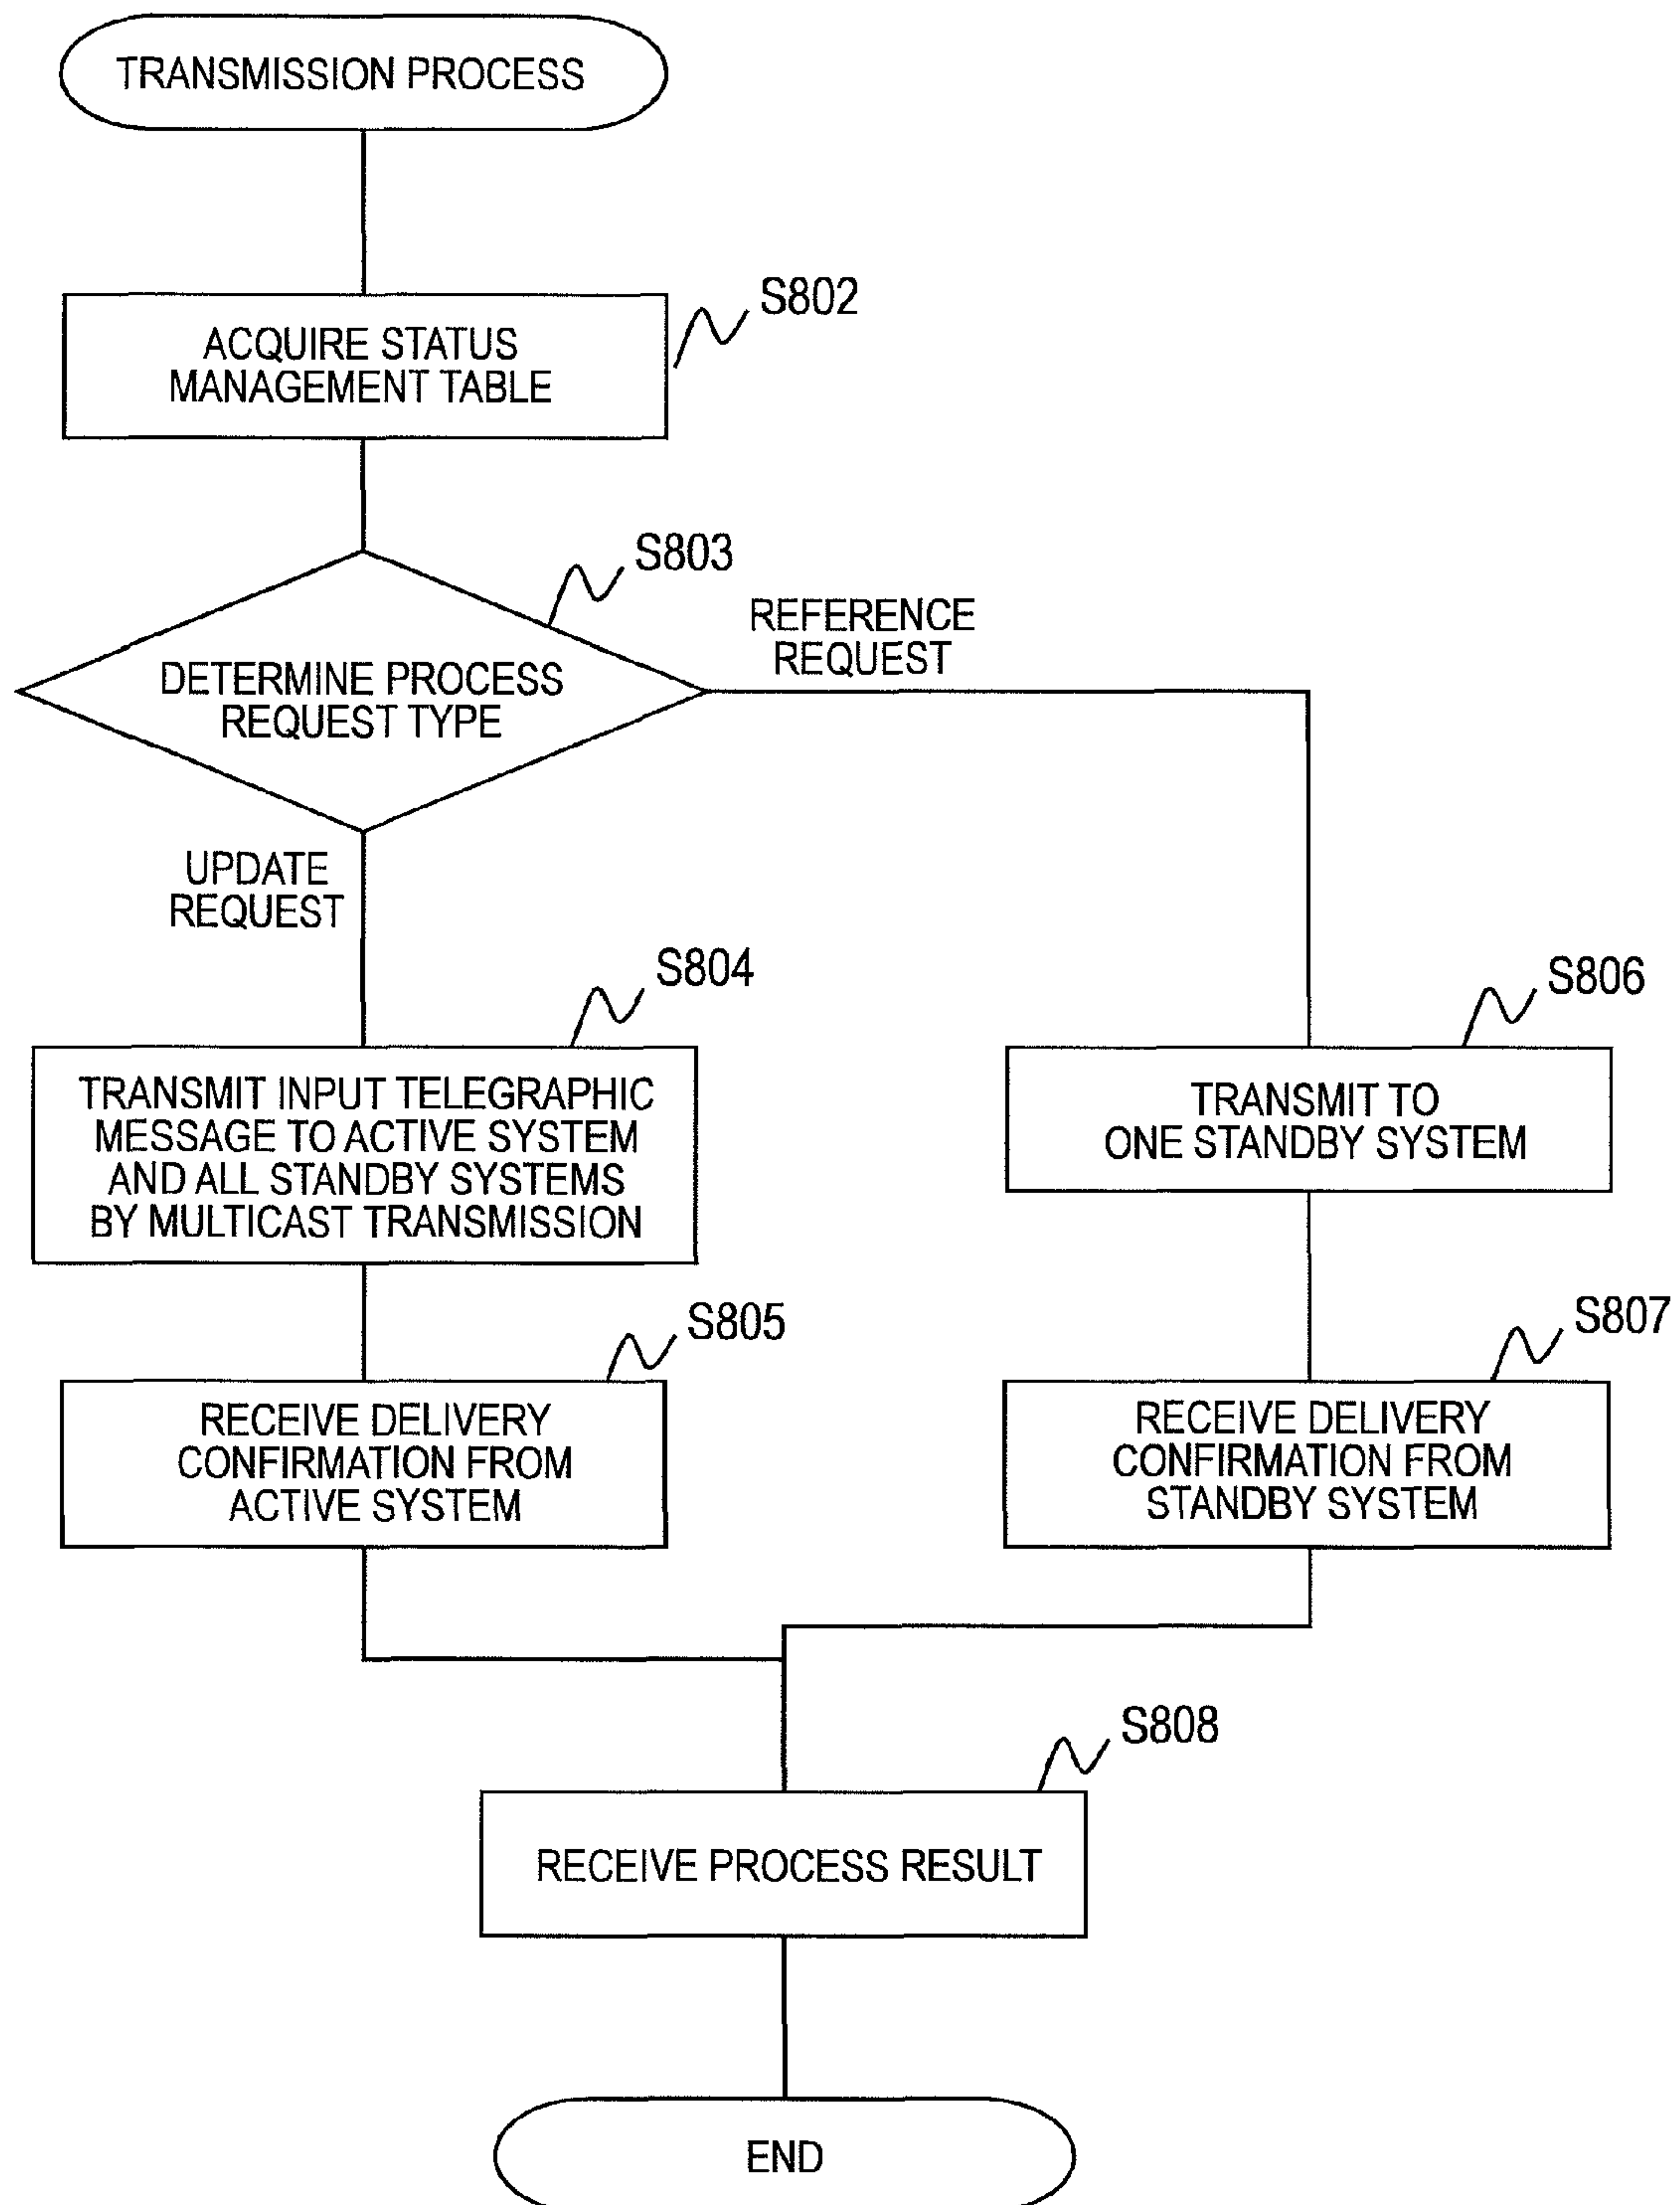 TRANSMISSION PROCESS
S802
ACQUIRE STATUS
MANAGEMENT TABLE
S803
DETERMINE PROCESS
REQUEST TYPE
REFERENCE
REQUEST
UPDATE
REQUEST
S804
TRANSMIT INPUT TELEGRAPHIC
MESSAGE TO ACTIVE SYSTEM
AND ALL STANDBY SYSTEMS
BY MULTICAST TRANSMISSION
S806
TRANSMIT TO
ONE STANDBY SYSTEM
S805
RECEIVE DELIVERY
CONFIRMATION FROM
ACTIVE SYSTEM
S807
RECEIVE DELIVERY
CONFIRMATION FROM
STANDBY SYSTEM
S808
RECEIVE PROCESS RESULT
END